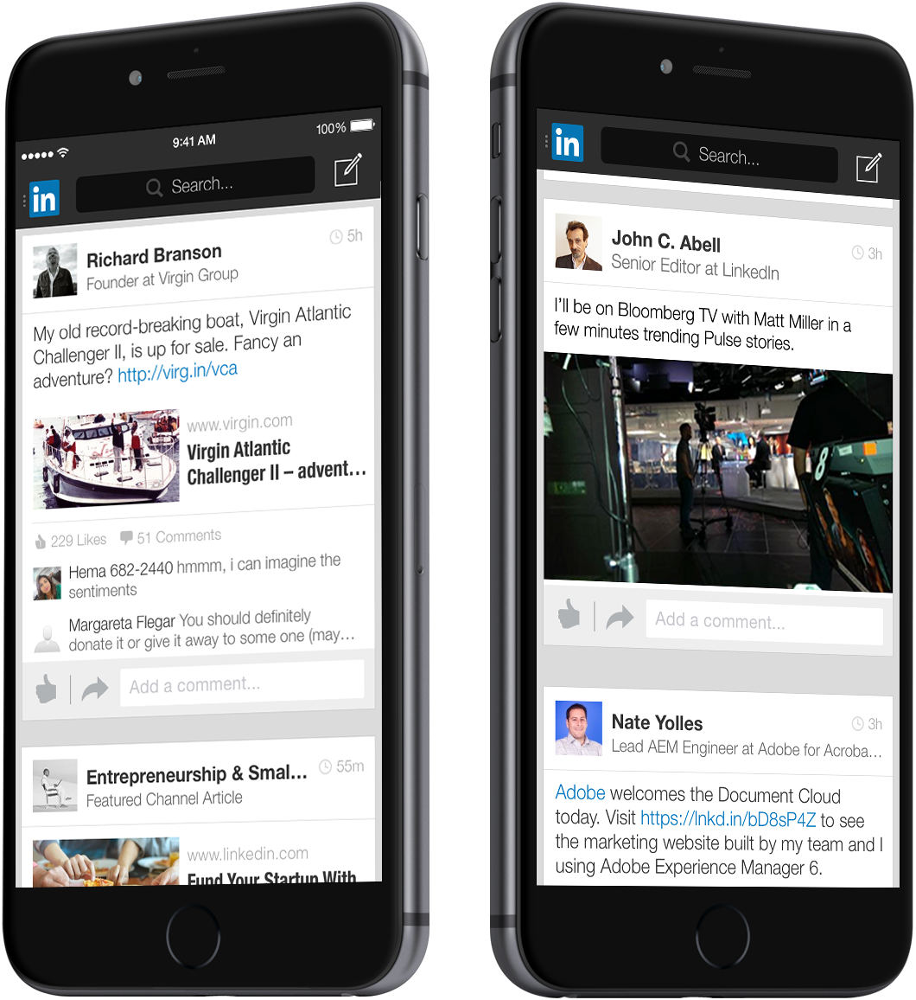 9:41 AM
100%
in
Search...
Richard Branson
5h
Founder at Virgin Group
My old record-breaking boat, Virgin Atlantic
Challenger II, is up for sale. Fancy an
adventure? http://virg.in/vca
www.virgin.com
Virgin Atlantic
Challenger II – advent...
229 Likes 51 Comments
Hema 682-2440 hmmm, i can imagine the
sentiments
Margareta Flegar You should definitely
donate it or give it away to some one (may...
Add a comment...
Entrepreneurship & Smal...
55m
Featured Channel Article
www.linkedin.com
Fund Your Startup With
in
Search...
John C. Abell
3h
Senior Editor at LinkedIn
I'll be on Bloomberg TV with Matt Miller in a
few minutes trending Pulse stories.
8
Add a comment...
Nate Yolles
3h
Lead AEM Engineer at Adobe for Acroba...
Adobe welcomes the Document Cloud
today. Visit https://lnkd.in/bD8sP4Z to see
the marketing website built by my team and I
using Adobe Experience Manager 6.